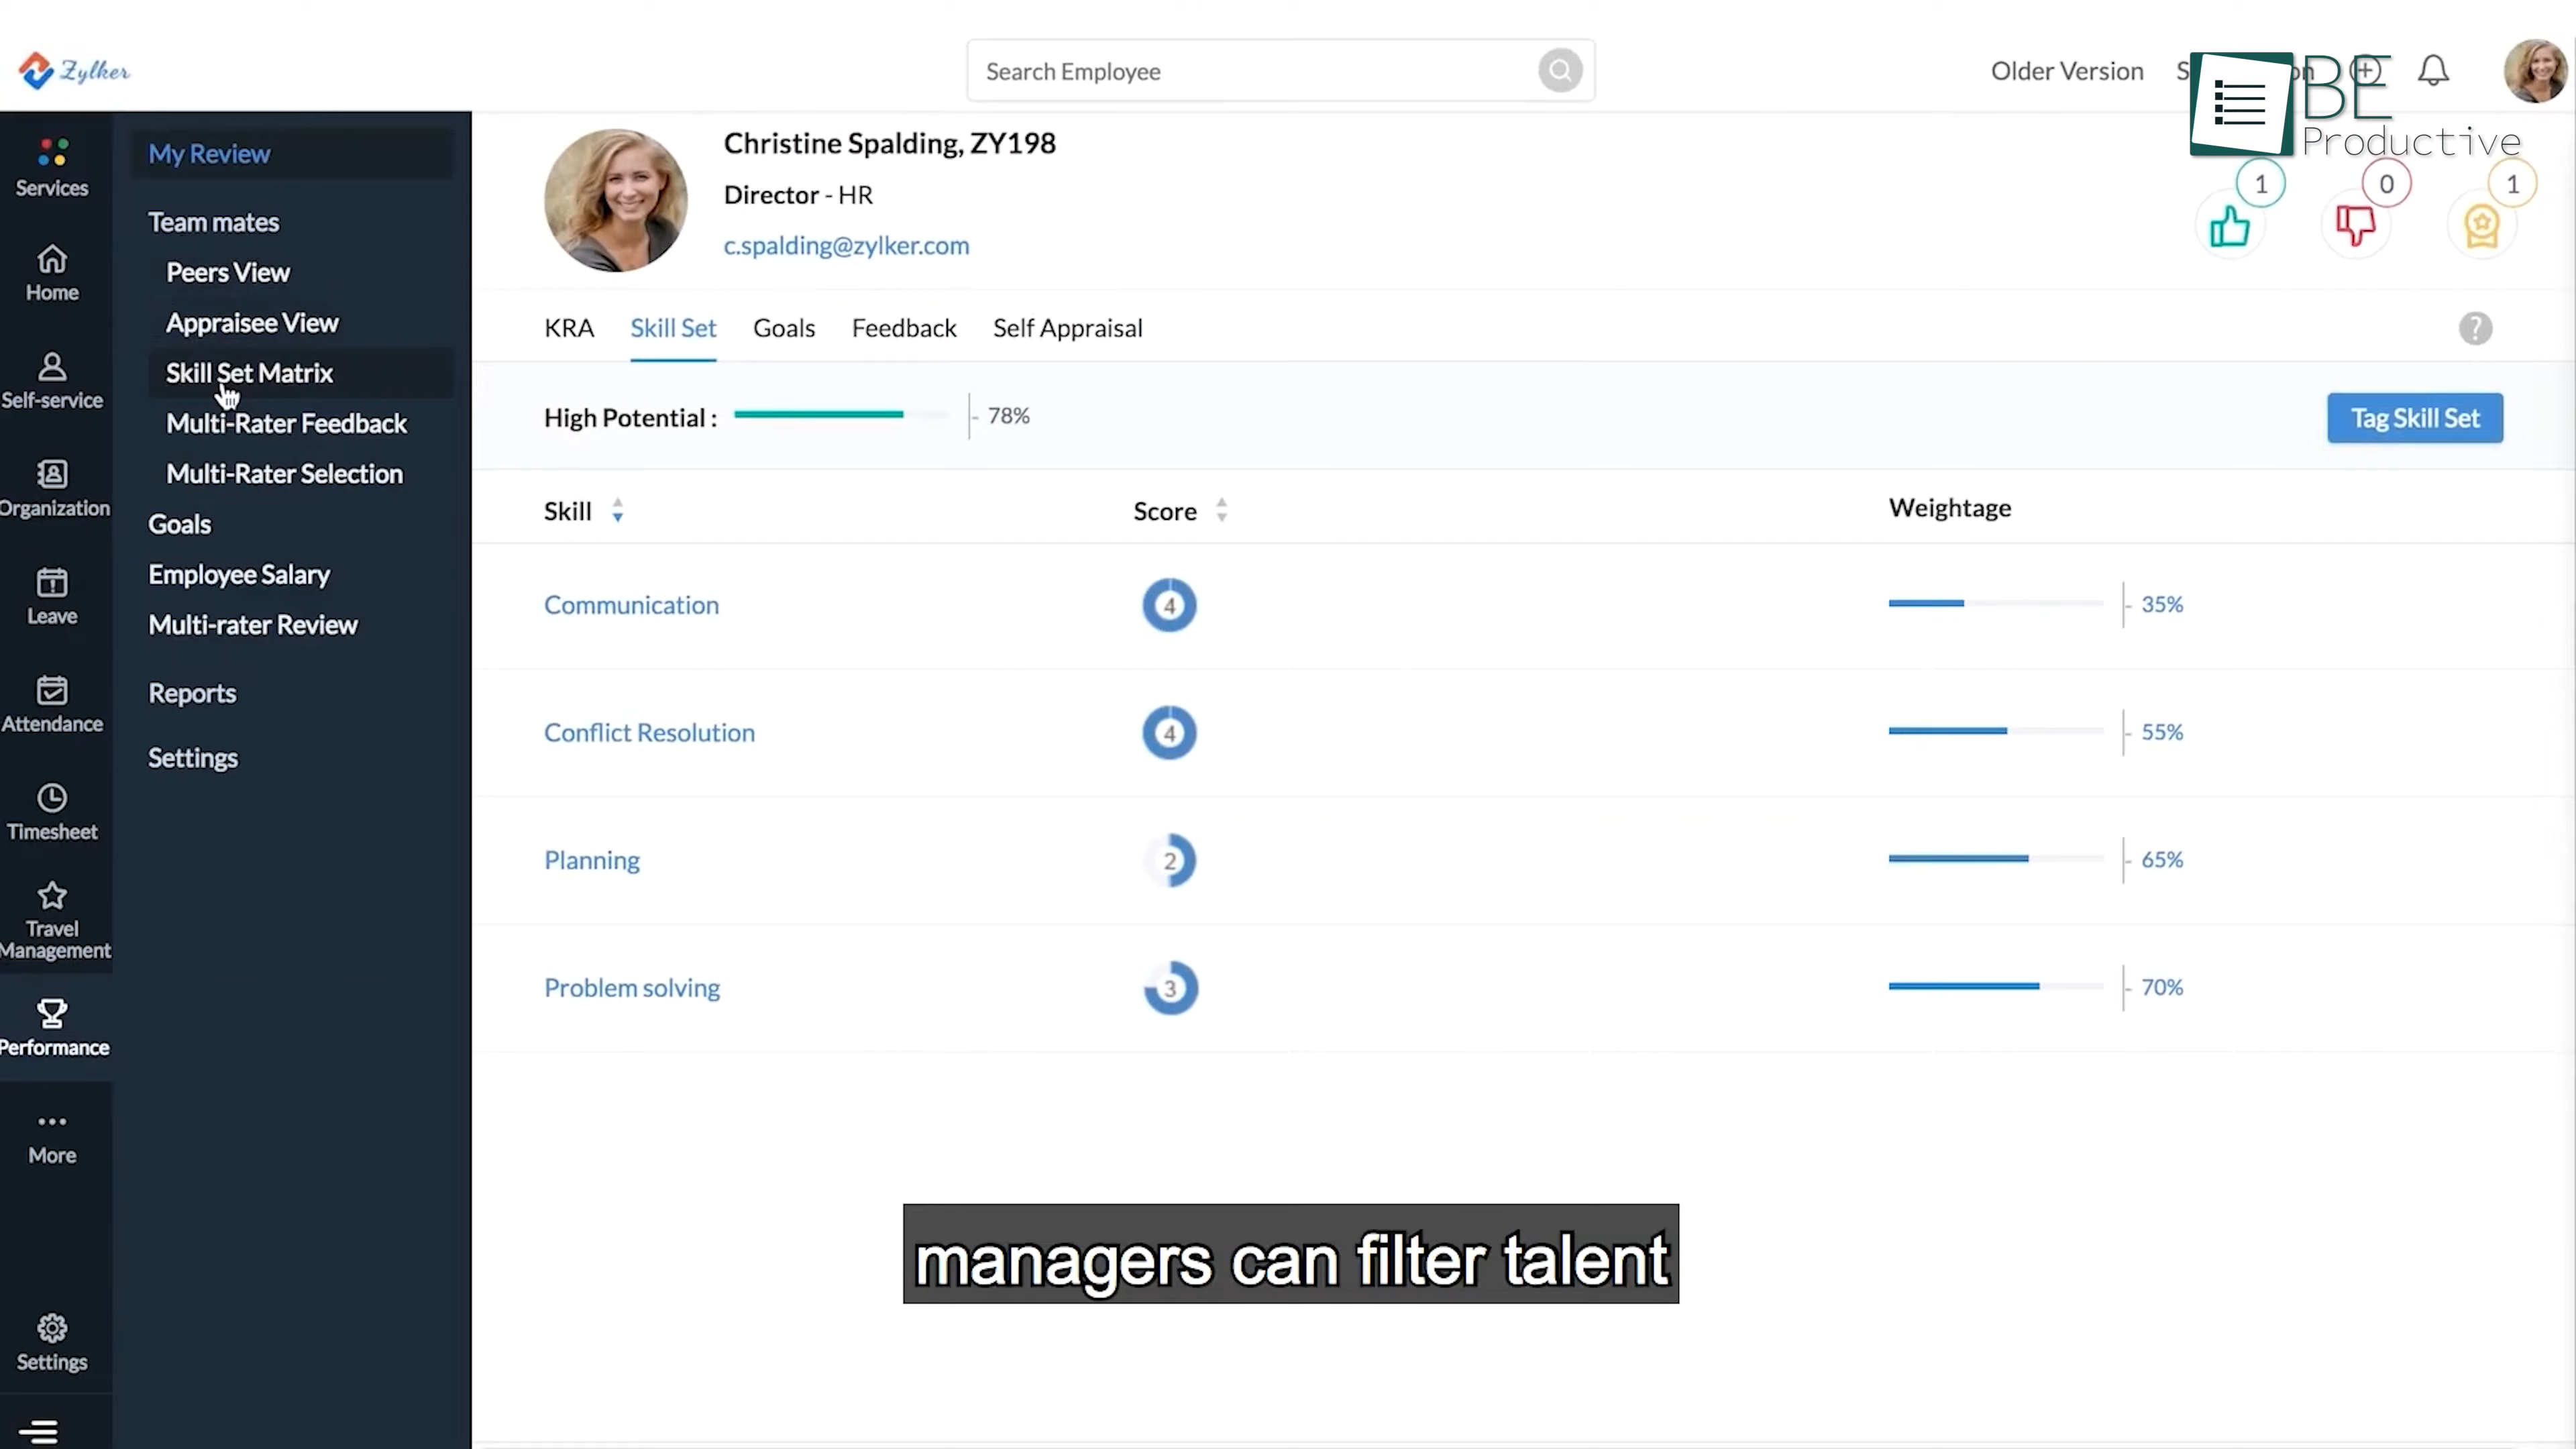 Zylker
Search Employee
Older Version
BE
Productive
Services
Home
Self-service
Organization
Leave
Attendance
Timesheet
Travel
Management
Performance
More
Settings
My Review
Team mates
Peers View
Appraisee View
Skill Set Matrix
Multi-Rater Feedback
Multi-Rater Selection
Goals
Employee Salary
Multi-rater Review
Reports
Settings
Christine Spalding, ZY198
Director - HR
c.spalding@zylker.com
1 0 1
KRA Skill Set Goals Feedback Self Appraisal ?
High Potential : 78% Tag Skill Set
Skill Score Weightage
Communication 4 35%
Conflict Resolution 4 55%
Planning 2 65%
Problem solving 3 70%
managers can filter talent